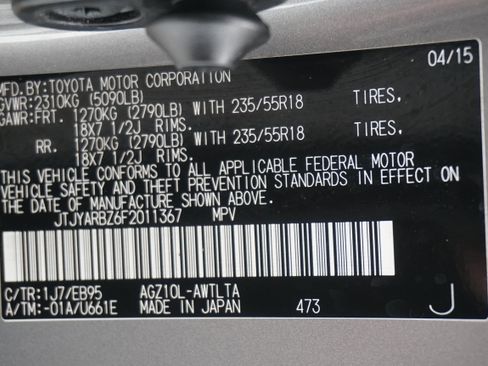 04/15
MFD. BY: TOYOTA MOTOR CORPORATION
GVWR: 2310KG (5090LB)
GAWR: FRT. 1270KG (2790LB) WITH 235/55R18 TIRES,
18X7 1/2J RIMS.
RR. 1270KG (2790LB) WITH 235/55R18 TIRES,
18X7 1/2J RIMS.
THIS VEHICLE CONFORMS TO ALL APPLICABLE FEDERAL MOTOR
VEHICLE SAFETY AND THEFT PREVENTION STANDARDS IN EFFECT ON
THE DATE OF MANUFACTURE SHOWN ABOVE.
JTJYARBZ6F2011367 MPV
C/TR: 1J7/EB95 AGZ10L-AWTLTA
A/TM: -01A/U661E MADE IN JAPAN 473 J